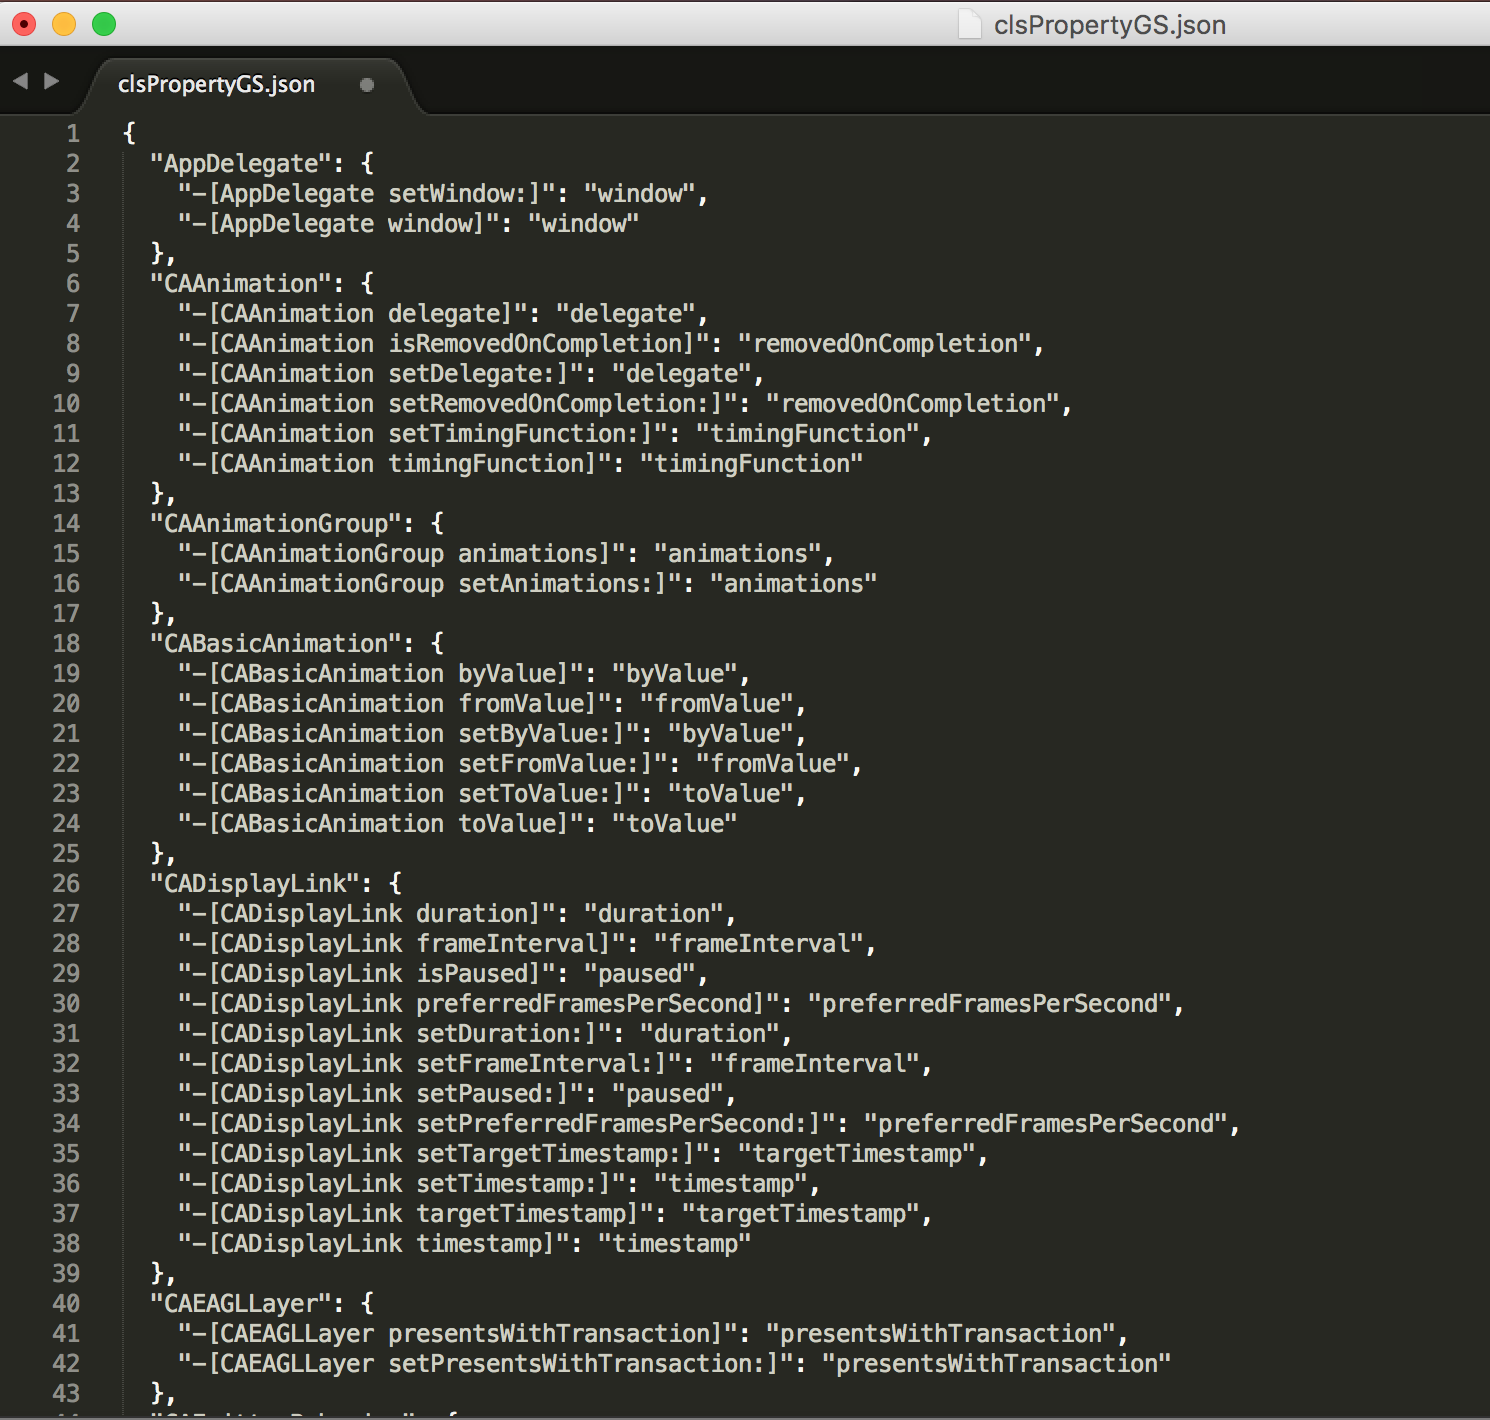 clsPropertyGS.json
clsPropertyGS.json
1 {
2   "AppDelegate": {
3     "-[AppDelegate setWindow:]": "window",
4     "-[AppDelegate window]": "window"
5   },
6   "CAAnimation": {
7     "-[CAAnimation delegate]": "delegate",
8     "-[CAAnimation isRemovedOnCompletion]": "removedOnCompletion",
9     "-[CAAnimation setDelegate:]": "delegate",
10     "-[CAAnimation setRemovedOnCompletion:]": "removedOnCompletion",
11     "-[CAAnimation setTimingFunction:]": "timingFunction",
12     "-[CAAnimation timingFunction]": "timingFunction"
13   },
14   "CAAnimationGroup": {
15     "-[CAAnimationGroup animations]": "animations",
16     "-[CAAnimationGroup setAnimations:]": "animations"
17   },
18   "CABasicAnimation": {
19     "-[CABasicAnimation byValue]": "byValue",
20     "-[CABasicAnimation fromValue]": "fromValue",
21     "-[CABasicAnimation setByValue:]": "byValue",
22     "-[CABasicAnimation setFromValue:]": "fromValue",
23     "-[CABasicAnimation setToValue:]": "toValue",
24     "-[CABasicAnimation toValue]": "toValue"
25   },
26   "CADisplayLink": {
27     "-[CADisplayLink duration]": "duration",
28     "-[CADisplayLink frameInterval]": "frameInterval",
29     "-[CADisplayLink isPaused]": "paused",
30     "-[CADisplayLink preferredFramesPerSecond]": "preferredFramesPerSecond",
31     "-[CADisplayLink setDuration:]": "duration",
32     "-[CADisplayLink setFrameInterval:]": "frameInterval",
33     "-[CADisplayLink setPaused:]": "paused",
34     "-[CADisplayLink setPreferredFramesPerSecond:]": "preferredFramesPerSecond",
35     "-[CADisplayLink setTargetTimestamp:]": "targetTimestamp",
36     "-[CADisplayLink setTimestamp:]": "timestamp",
37     "-[CADisplayLink targetTimestamp]": "targetTimestamp",
38     "-[CADisplayLink timestamp]": "timestamp"
39   },
40   "CAEAGLLayer": {
41     "-[CAEAGLLayer presentsWithTransaction]": "presentsWithTransaction",
42     "-[CAEAGLLayer setPresentsWithTransaction:]": "presentsWithTransaction"
43   },